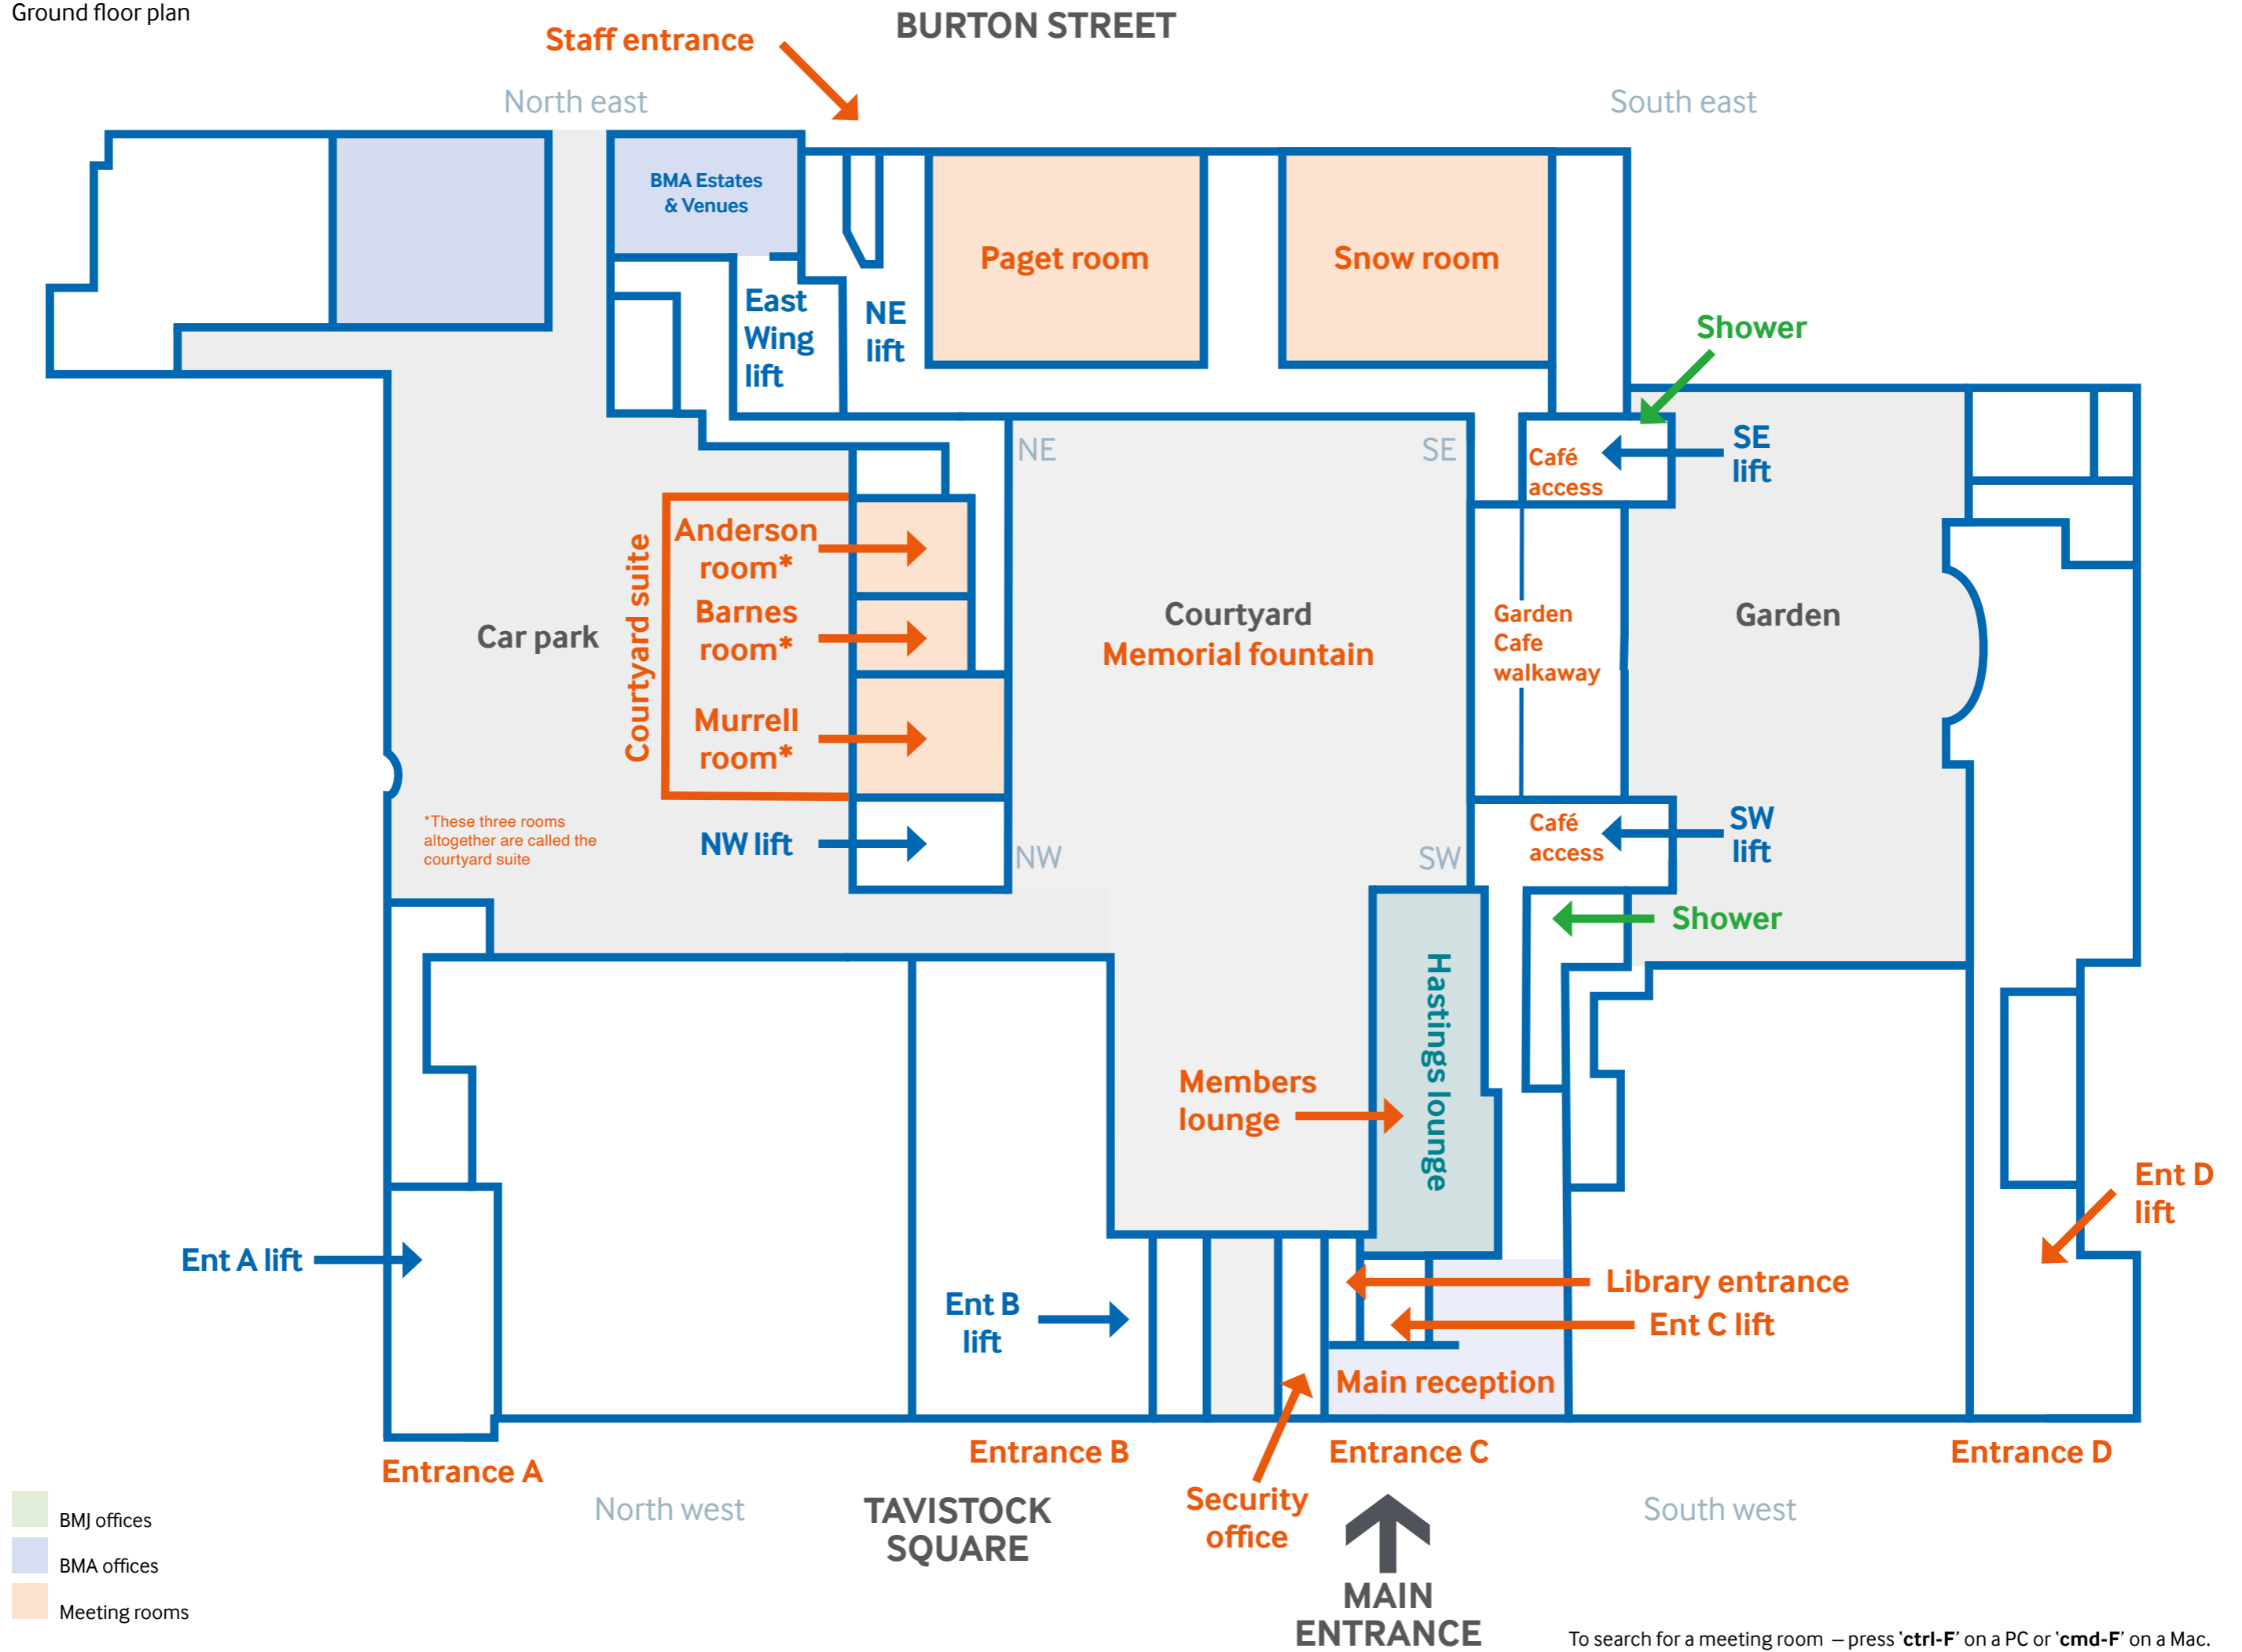 Ground floor plan
BURTON STREET
Staff entrance
North east
South east
BMA Estates
& Venues
Paget room
Snow room
East
Wing
lift
NE
lift
Shower
NE
SE
Café
access
SE
lift
Courtyard suite
Anderson
room*
Barnes
room*
Murrell
room*
Car park
Courtyard
Memorial fountain
Garden
Cafe
walkaway
Garden
*These three rooms
altogether are called the
courtyard suite
NW lift
NW
SW
Café
access
SW
lift
Shower
Hastings lounge
Members
lounge
Ent D
lift
Ent A lift
Ent B
lift
Library entrance
Ent C lift
Main reception
Entrance A
Entrance B
Entrance C
Entrance D
North west
TAVISTOCK
SQUARE
Security
office
South west
MAIN
ENTRANCE
BMJ offices
BMA offices
Meeting rooms
To search for a meeting room – press ‘ctrl-F’ on a PC or ‘cmd-F’ on a Mac.